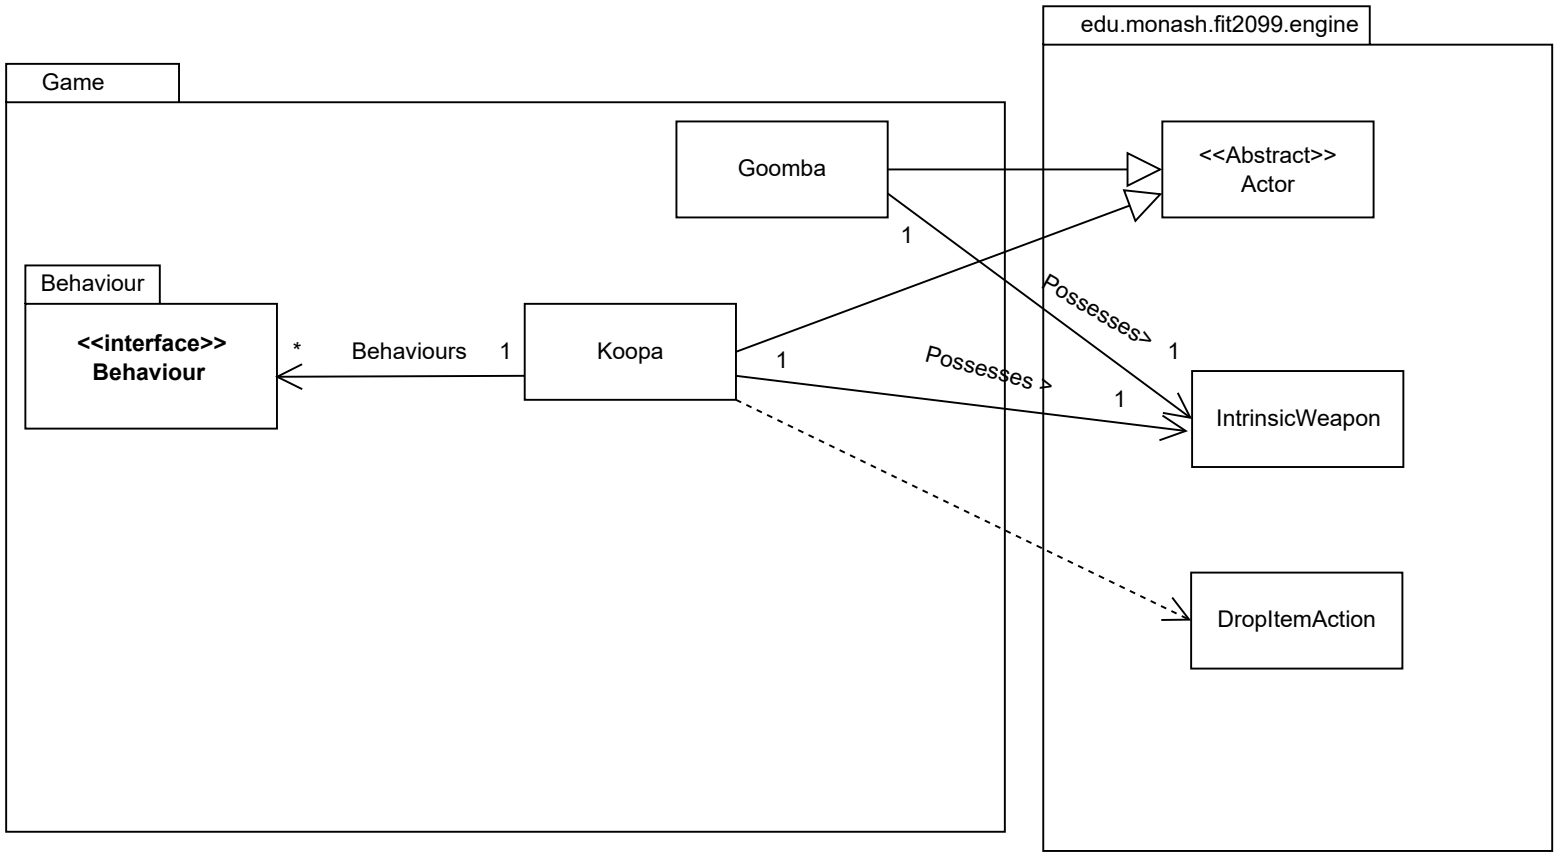 edu.monash.fit2099.engine
Game
Goomba
<<Abstract>>
Actor
1
Behaviour
Possesses>
<<interface>>
Behaviour
*
Behaviours
1
Koopa
1
Possesses >
1
1
IntrinsicWeapon
DropItemAction